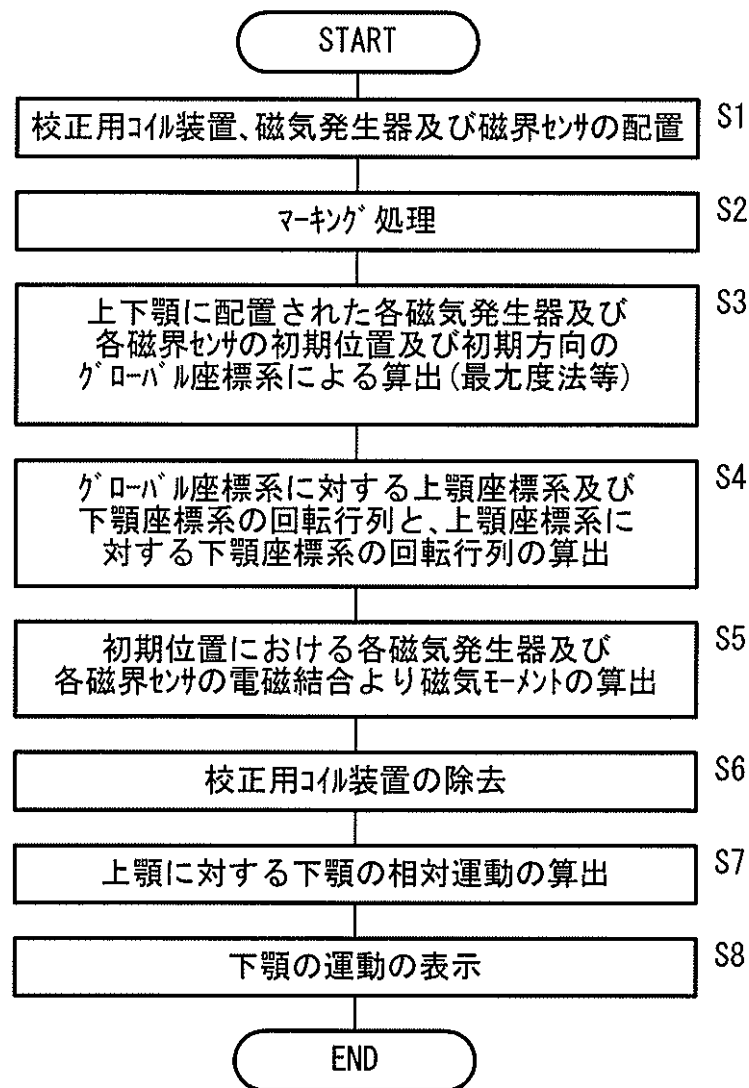 START
校正用ｺｲﾙ装置、磁気発生器及び磁界ｾﾝｻの配置
S1
ﾏｰｷﾝｸﾞ処理
S2
上下顎に配置された各磁気発生器及び
各磁界ｾﾝｻの初期位置及び初期方向の
ｸﾞﾛｰﾊﾞﾙ座標系による算出(最尤度法等)
S3
ｸﾞﾛｰﾊﾞﾙ座標系に対する上顎座標系及び
下顎座標系の回転行列と、上顎座標系に
対する下顎座標系の回転行列の算出
S4
初期位置における各磁気発生器及び
各磁界ｾﾝｻの電磁結合より磁気ﾓｰﾒﾝﾄの算出
S5
校正用ｺｲﾙ装置の除去
S6
上顎に対する下顎の相対運動の算出
S7
下顎の運動の表示
S8
END